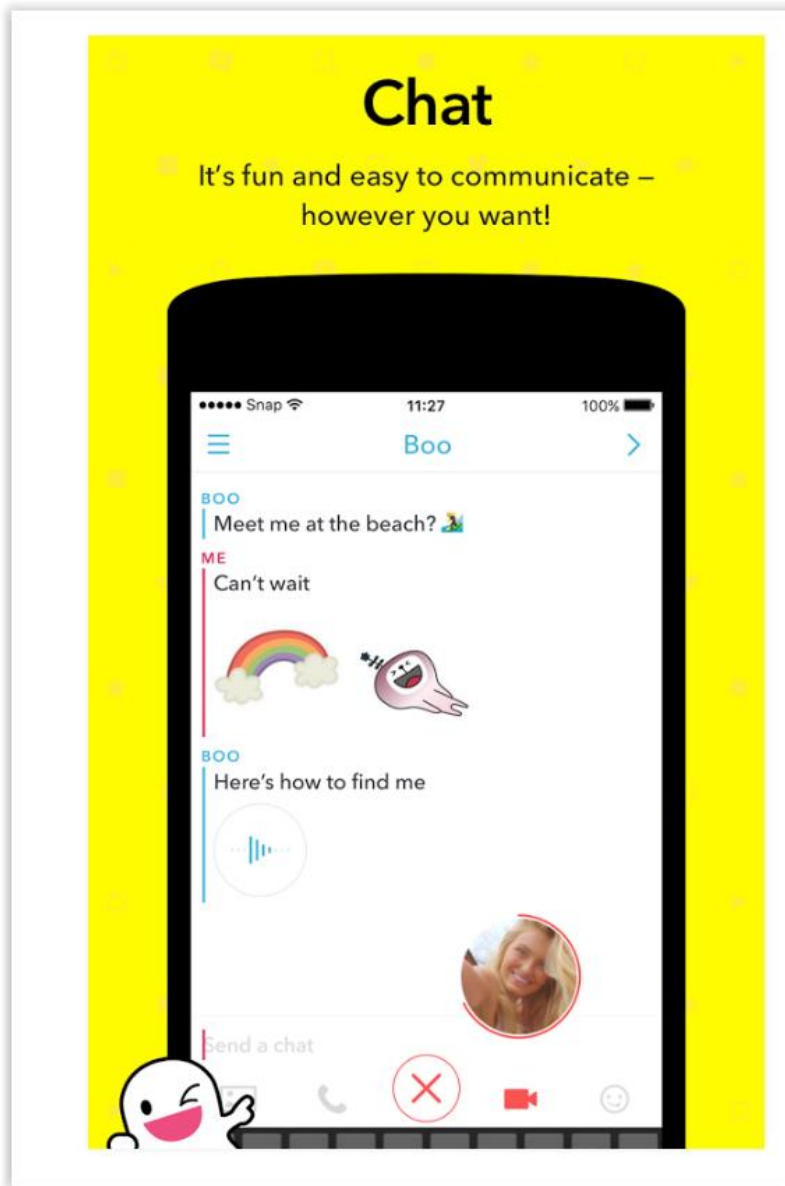 Chat
It's fun and easy to communicate –
however you want!
Snap 11:27 100%
Boo
BOO
Meet me at the beach?
ME
Can't wait
BOO
Here's how to find me
Send a chat